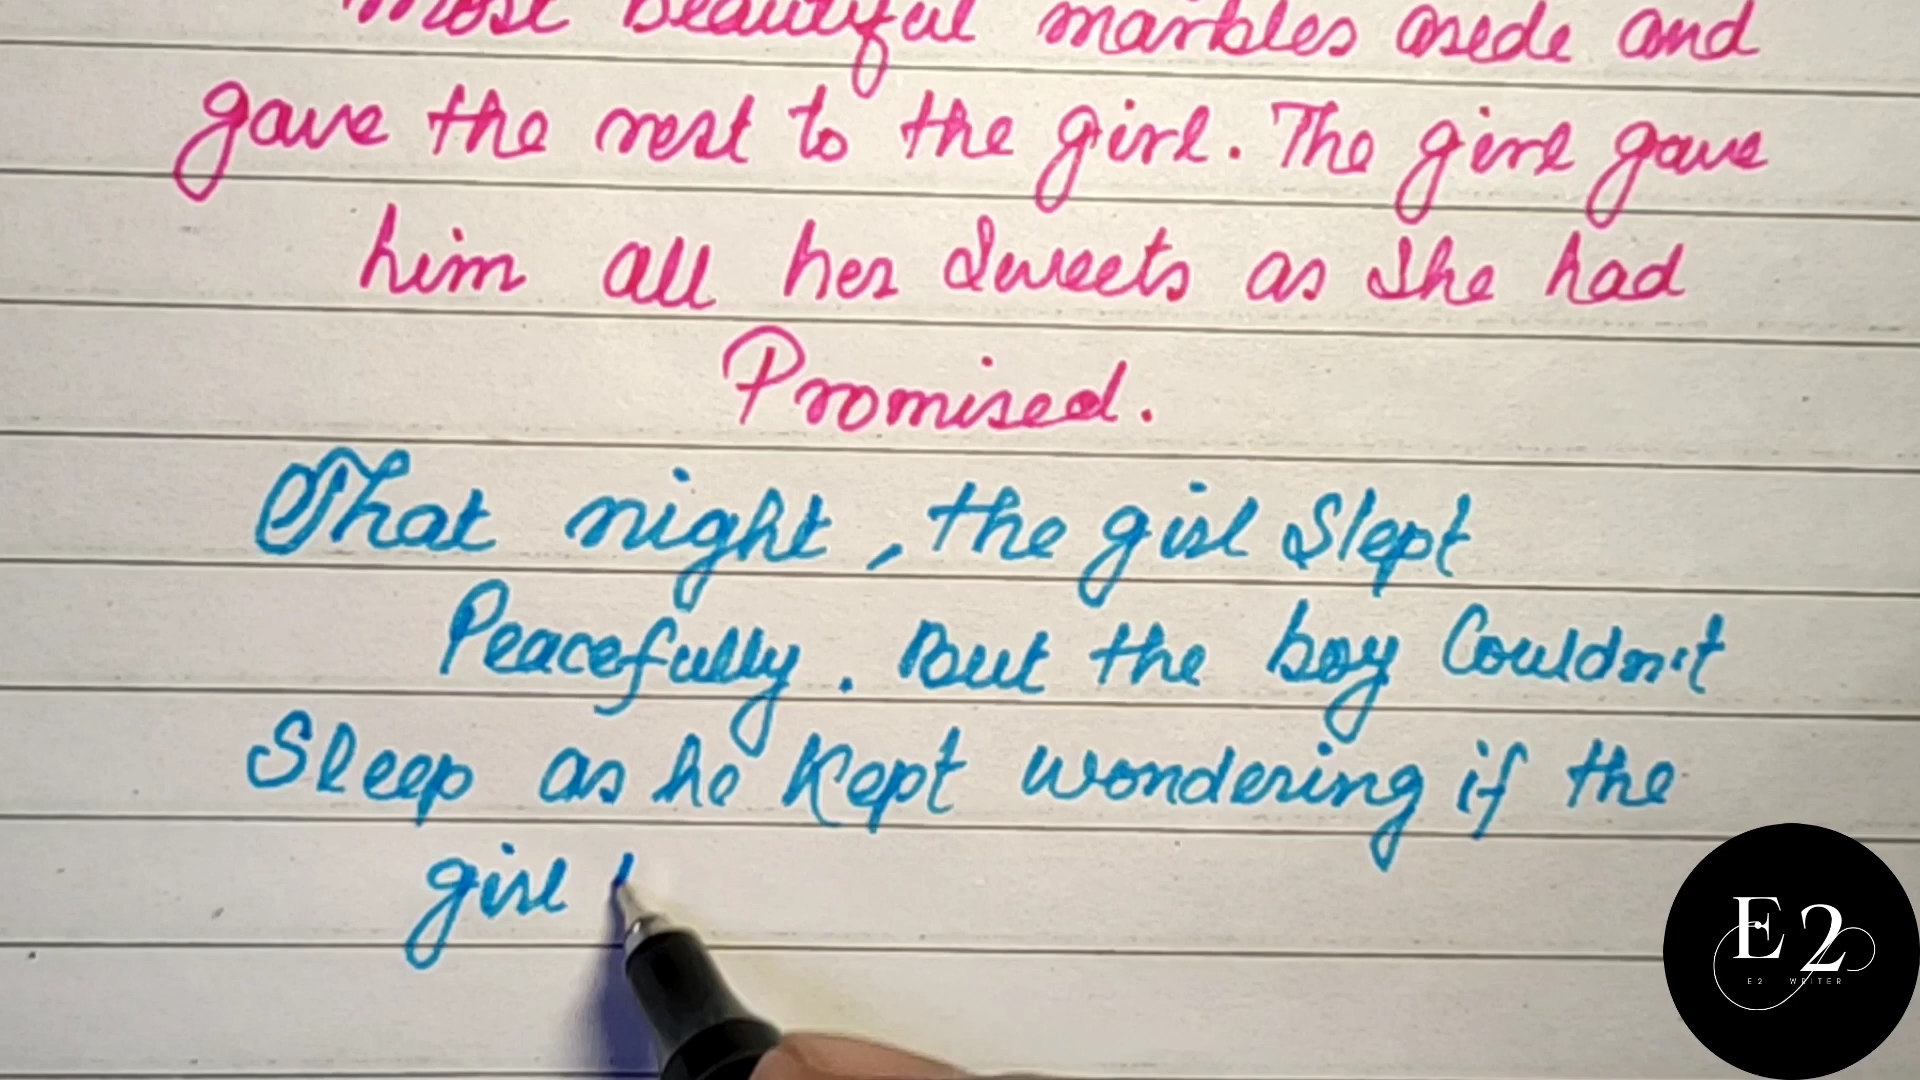 most beautiful marbles aside and
gave the rest to the girl. The girl gave
him all her Sweets as She had
Promised.
That night, the girl Slept
Peacefully. But the boy Couldn't
Sleep as he Kept wondering if the
girl
E2
E2 WRITER